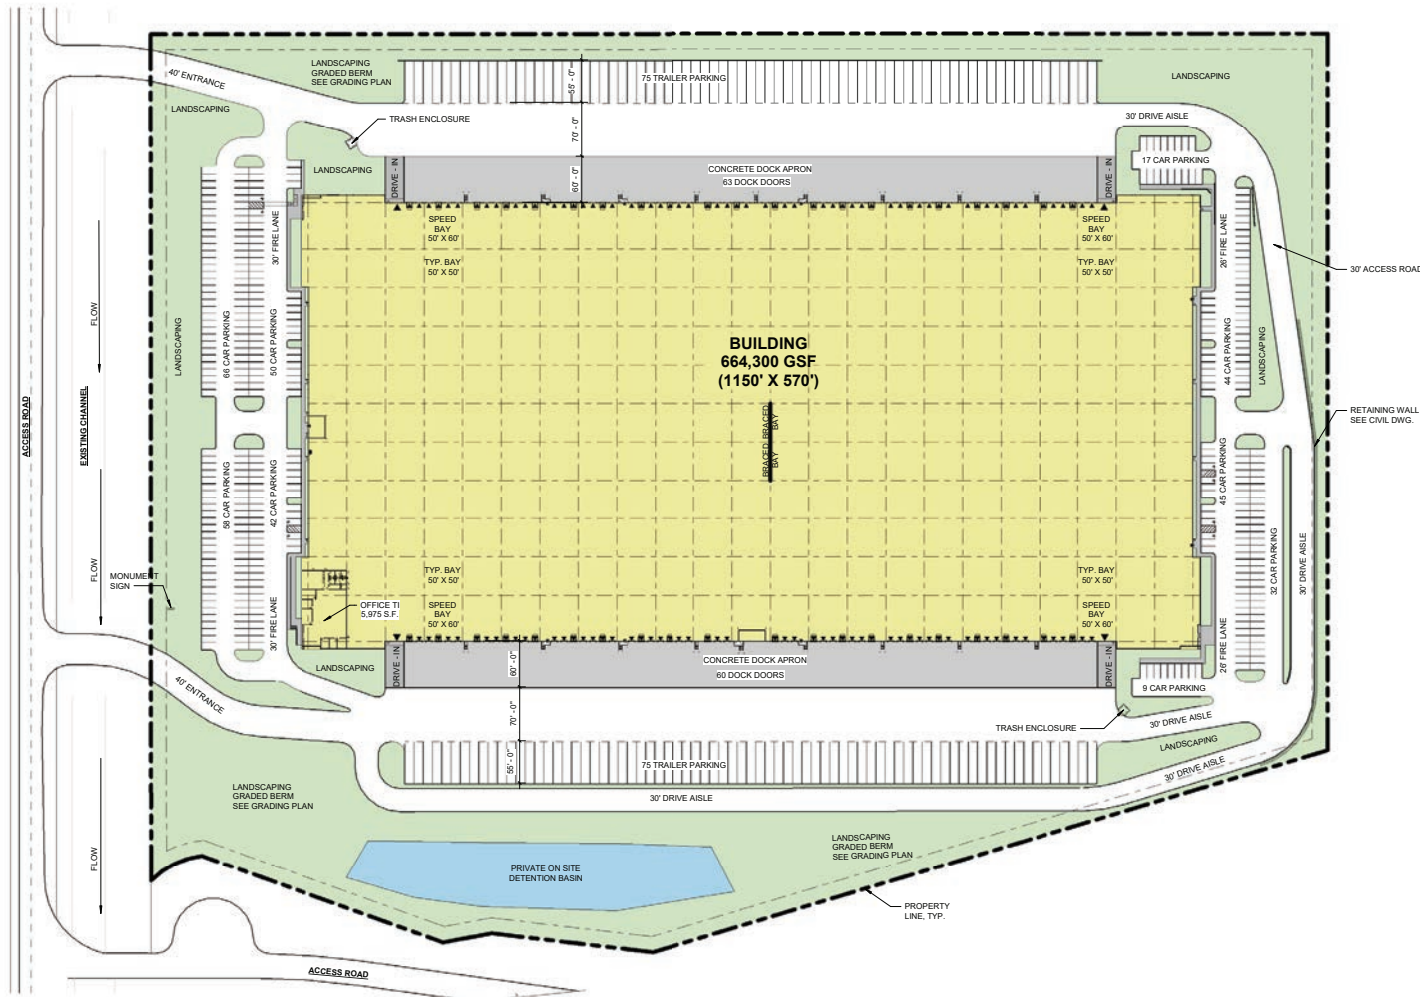 40' ENTRANCE
LANDSCAPING
GRADED BERM
SEE GRADING PLAN
75 TRAILER PARKING
55' - 0"
LANDSCAPING
LANDSCAPING
TRASH ENCLOSURE
70' - 0"
30' DRIVE AISLE
LANDSCAPING
DRIVE - IN
60' - 0"
CONCRETE DOCK APRON
63 DOCK DOORS
DRIVE - IN
17 CAR PARKING
30' FIRE LANE
SPEED
BAY
50' X 60'
SPEED
BAY
50' X 60'
26' FIRE LANE
TYP. BAY
50' X 50'
TYP. BAY
50' X 50'
30' ACCESS ROAD
FLOW
LANDSCAPING
66 CAR PARKING
50 CAR PARKING
BUILDING
664,300 GSF
(1150' X 570')
44 CAR PARKING
LANDSCAPING
ACCESS ROAD
EXISTING CHANNEL
BRACED
BAY
BRACED
BAY
RETAINING WALL
SEE CIVIL DWG.
58 CAR PARKING
42 CAR PARKING
45 CAR PARKING
32 CAR PARKING
30' DRIVE AISLE
FLOW
MONUMENT
SIGN
TYP. BAY
50' X 50'
TYP. BAY
50' X 50'
OFFICE TI
5,975 S.F.
SPEED
BAY
50' X 60'
SPEED
BAY
50' X 60'
30' FIRE LANE
26' FIRE LANE
LANDSCAPING
DRIVE - IN
60' - 0"
CONCRETE DOCK APRON
60 DOCK DOORS
DRIVE - IN
9 CAR PARKING
40' ENTRANCE
70' - 0"
TRASH ENCLOSURE
30' DRIVE AISLE
LANDSCAPING
55' - 0"
75 TRAILER PARKING
30' DRIVE AISLE
LANDSCAPING
GRADED BERM
SEE GRADING PLAN
30' DRIVE AISLE
FLOW
LANDSCAPING
GRADED BERM
SEE GRADING PLAN
PRIVATE ON SITE
DETENTION BASIN
PROPERTY
LINE, TYP.
ACCESS ROAD